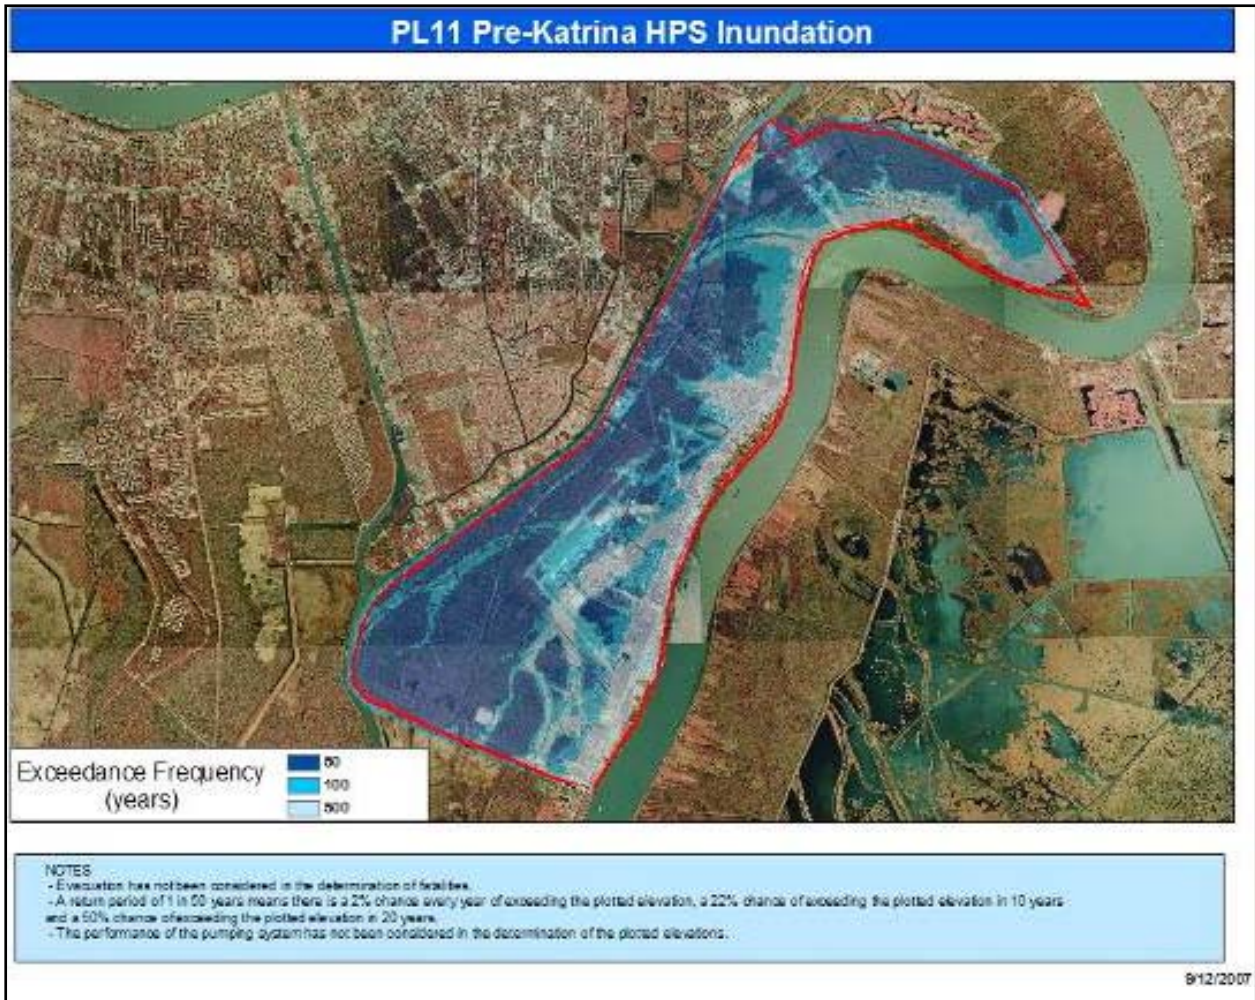 PL11 Pre-Katrina HPS Inundation
Exceedance Frequency
(years)
50
100
500
NOTES
- Evacuation has not been considered in the determination of fatalities.
- A return period of 1 in 50 years means there is a 2% chance every year of exceeding the plotted elevation, a 22% chance of exceeding the plotted elevation in 10 years
and a 50% chance of exceeding the plotted elevation in 20 years.
- The performance of the pumping system has not been considered in the determination of the plotted elevations.
9/12/2007